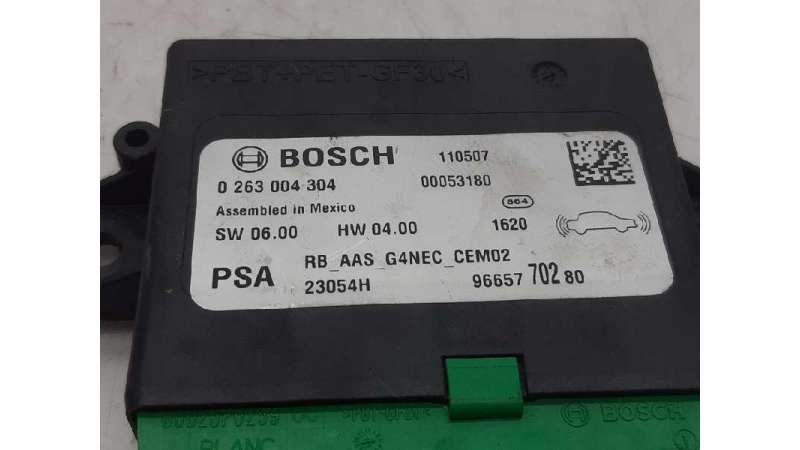 >PBT+PET-GF30<
BOSCH 110507
0 263 004 304 00053180
Assembled in Mexico 864
SW 06.00 HW 04.00 1620
PSA RB_AAS_G4NEC_CEM02
23054H 96657 702 80
BOSCH
BLANC